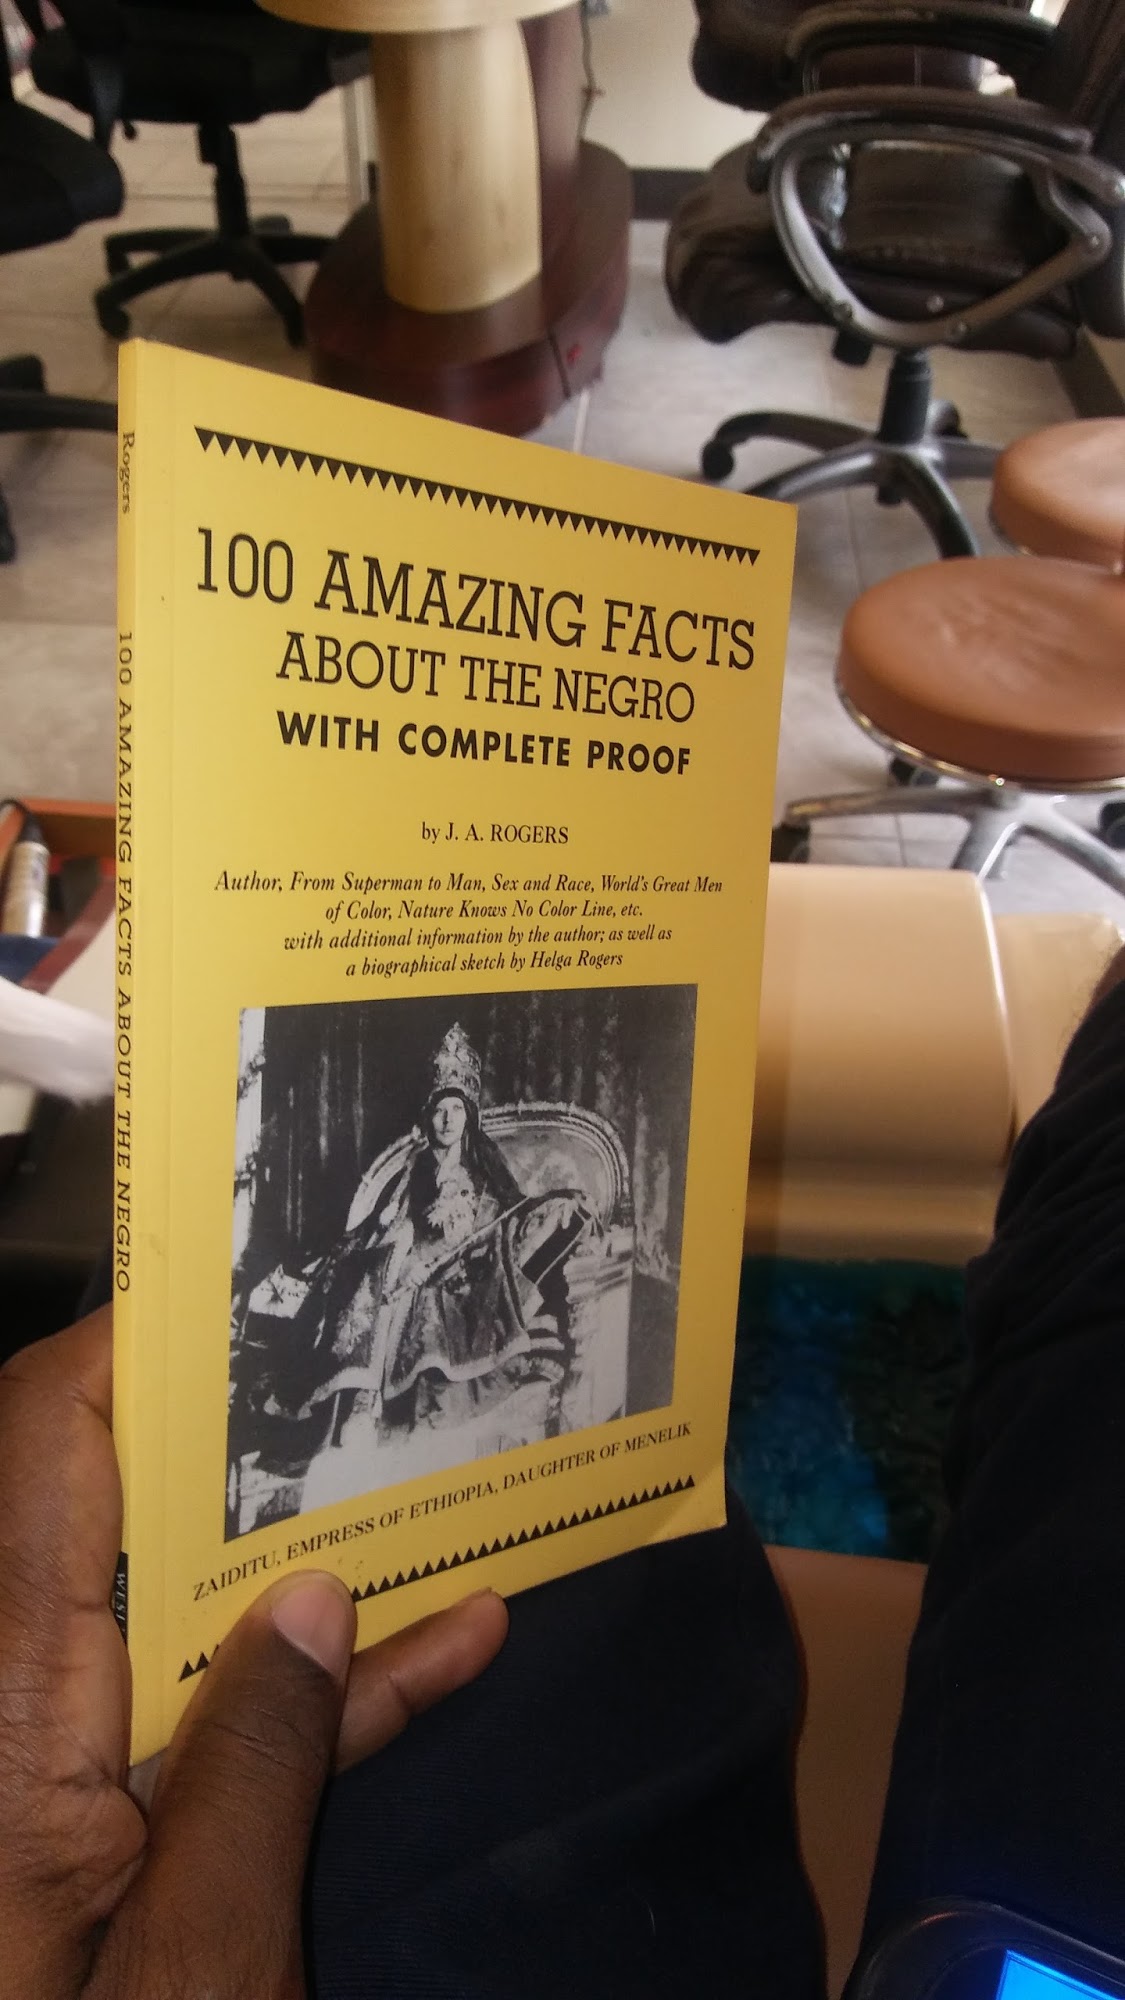 Rogers 100 AMAZING FACTS ABOUT THE NEGRO
100 AMAZING FACTS
ABOUT THE NEGRO
WITH COMPLETE PROOF
by J. A. ROGERS
Author, From Superman to Man, Sex and Race, World's Great Men
of Color, Nature Knows No Color Line, etc.
with additional information by the author; as well as
a biographical sketch by Helga Rogers
ZAIDITU, EMPRESS OF ETHIOPIA, DAUGHTER OF MENELIK